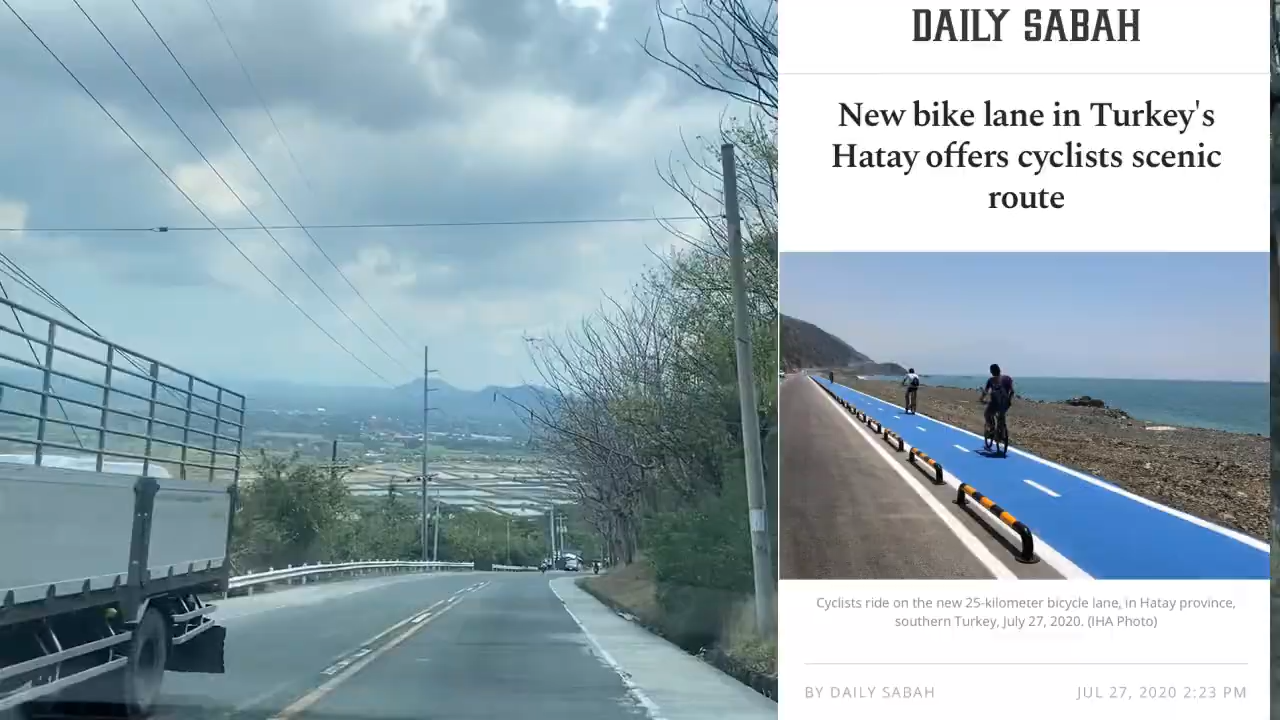 DAILY SABAH
New bike lane in Turkey's
Hatay offers cyclists scenic
route
Cyclists ride on the new 25-kilometer bicycle lane, in Hatay province,
southern Turkey, July 27, 2020. (IHA Photo)
BY DAILY SABAH
JUL 27, 2020 2:23 PM